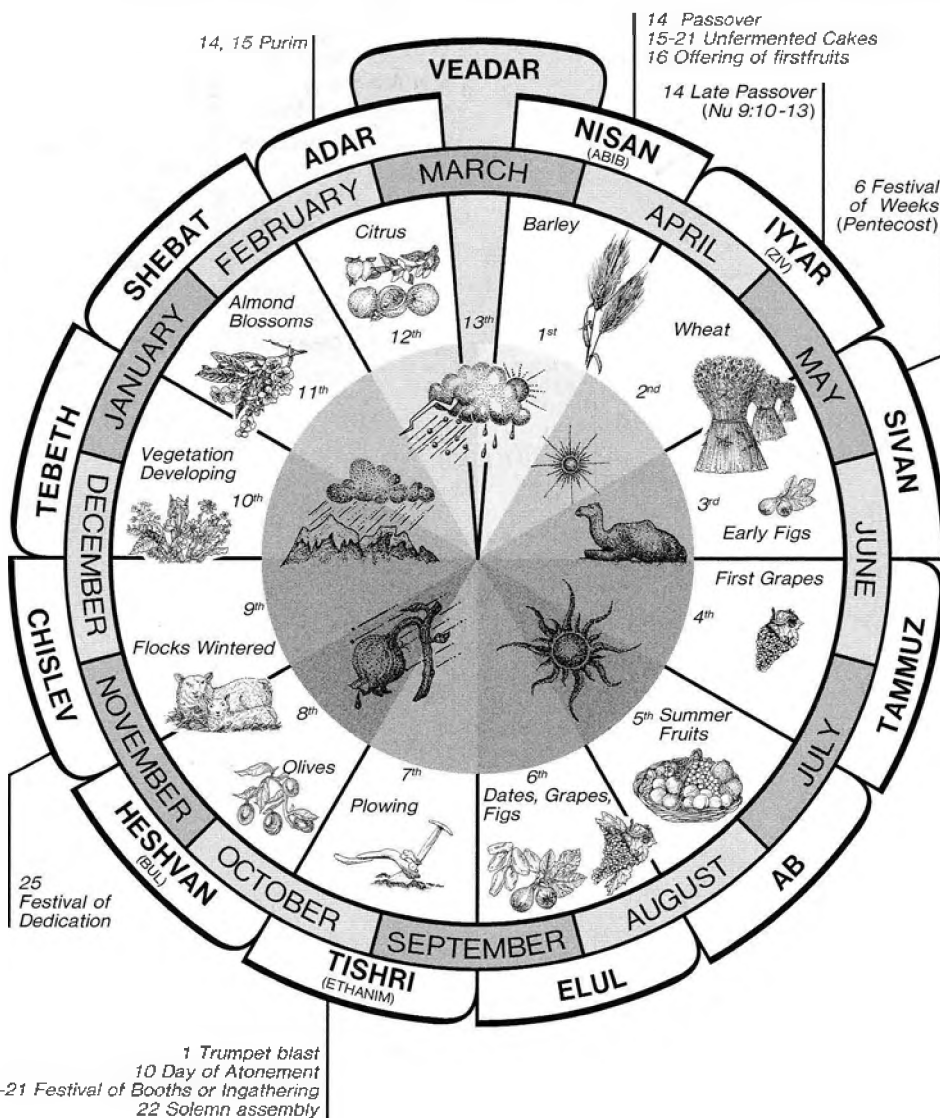 14, 15 Purim
14 Passover
15-21 Unfermented Cakes
16 Offering of firstfruits
14 Late Passover
(Nu 9:10-13)
6 Festival
of Weeks
(Pentecost)
VEADAR
NISAN
(ABIB)
IYYAR
(ZIV)
SIVAN
TAMMUZ
AB
ELUL
TISHRI
(ETHANIM)
HESHVAN
(BUL)
CHISLEV
TEBETH
SHEBAT
ADAR
MARCH
APRIL
MAY
JUNE
JULY
AUGUST
SEPTEMBER
OCTOBER
NOVEMBER
DECEMBER
JANUARY
FEBRUARY
13th
Barley
1st
Wheat
2nd
3rd
Early Figs
First Grapes
4th
5th Summer
Fruits
6th
Dates, Grapes,
Figs
7th
Plowing
Olives
8th
Flocks Wintered
9th
Vegetation
Developing
10th
Almond
Blossoms
11th
Citrus
12th
25
Festival of
Dedication
1 Trumpet blast
10 Day of Atonement
-21 Festival of Booths or Ingathering
22 Solemn assembly